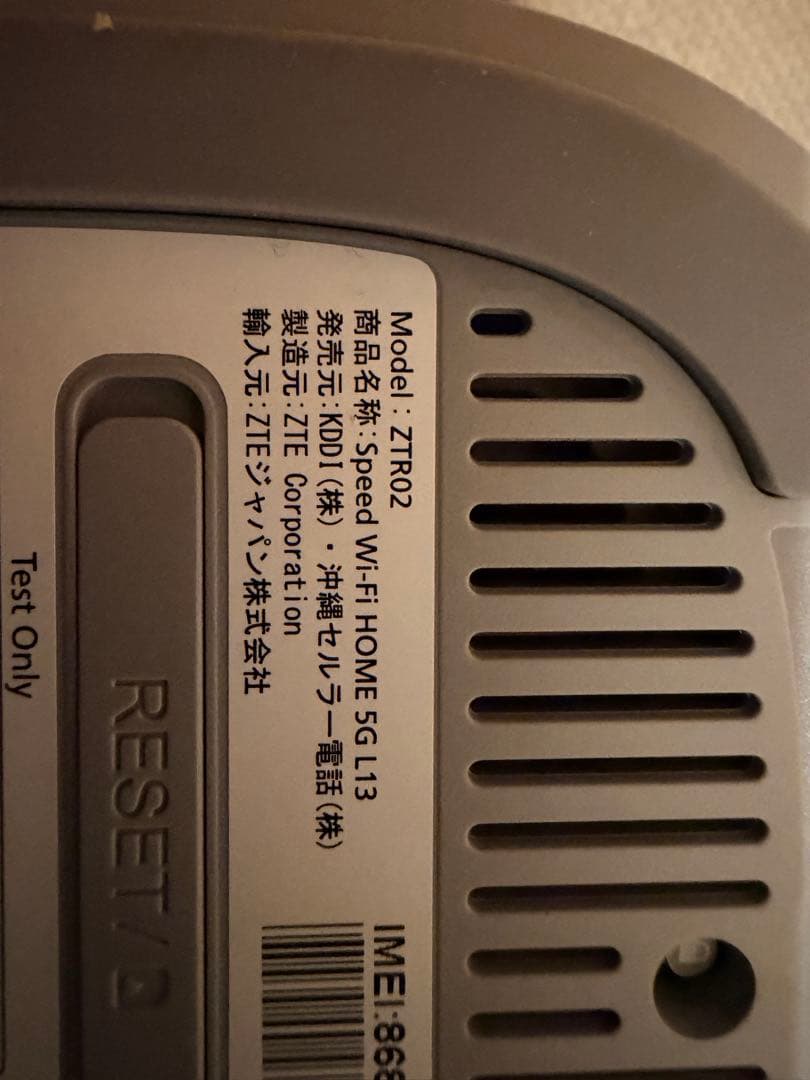 Model : ZTR02
商品名称:Speed Wi-Fi HOME 5G L13
発売元:KDDI(株)・沖縄セルラー電話(株)
製造元:ZTE Corporation
輸入元:ZTEジャパン株式会社
IMEI:868
RESET/
Test Only